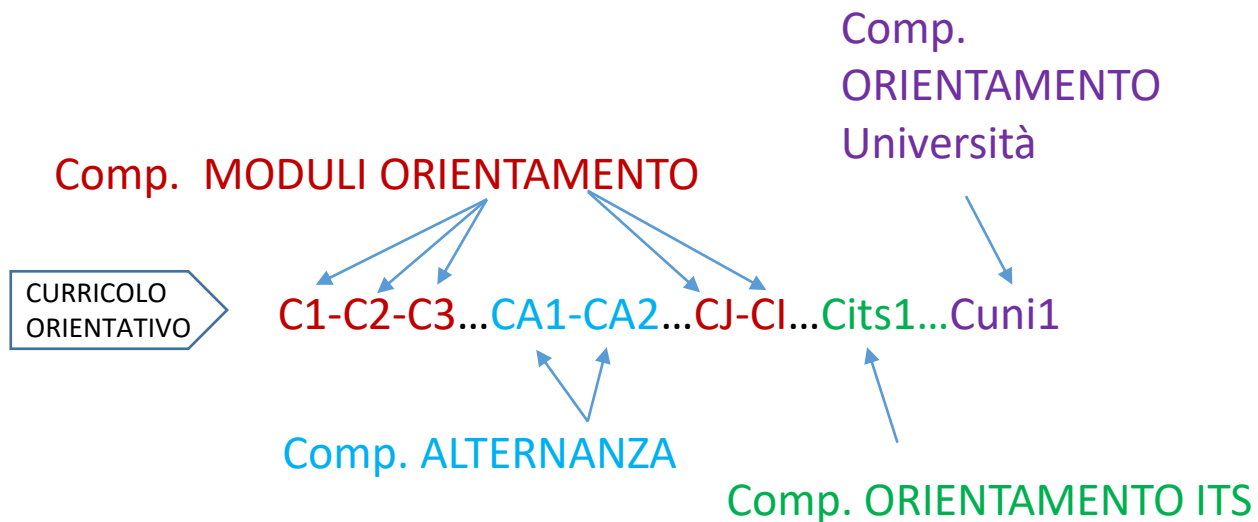 Comp.
ORIENTAMENTO
Università
Comp. MODULI ORIENTAMENTO
CURRICOLO
ORIENTATIVO
C1-C2-C3...CA1-CA2...CJ-CI...Cits1...Cuni1
Comp. ALTERNANZA
Comp. ORIENTAMENTO ITS